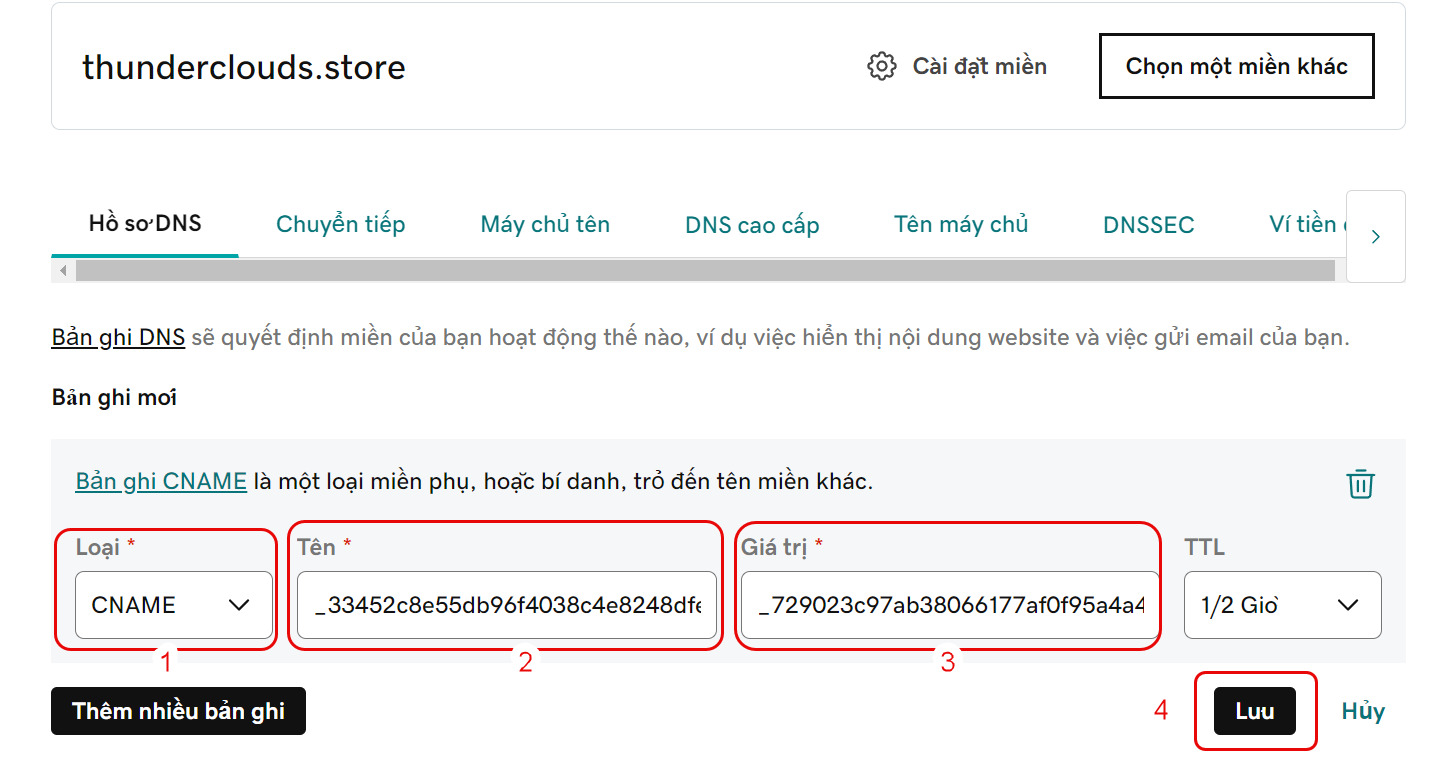 thunderclouds.store
Cài đặt miền
Chọn một miền khác
Hồ sơ DNS
Chuyển tiếp
Máy chủ tên
DNS cao cấp
Tên máy chủ
DNSSEC
Ví tiền
Bản ghi DNS sẽ quyết định miền của bạn hoạt động thế nào, ví dụ việc hiển thị nội dung website và việc gửi email của bạn.
Bản ghi mới
Bản ghi CNAME là một loại miền phụ, hoặc bí danh, trỏ đến tên miền khác.
Loại *
Tên *
Giá trị *
TTL
CNAME
_33452c8e55db96f4038c4e8248dfe
_729023c97ab38066177af0f95a4a4
1/2 Giờ
1
2
3
Thêm nhiều bản ghi
4
Lưu
Hủy